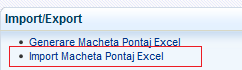 Import/Export
Generare Macheta Pontaj Excel
Import Macheta Pontaj Excel